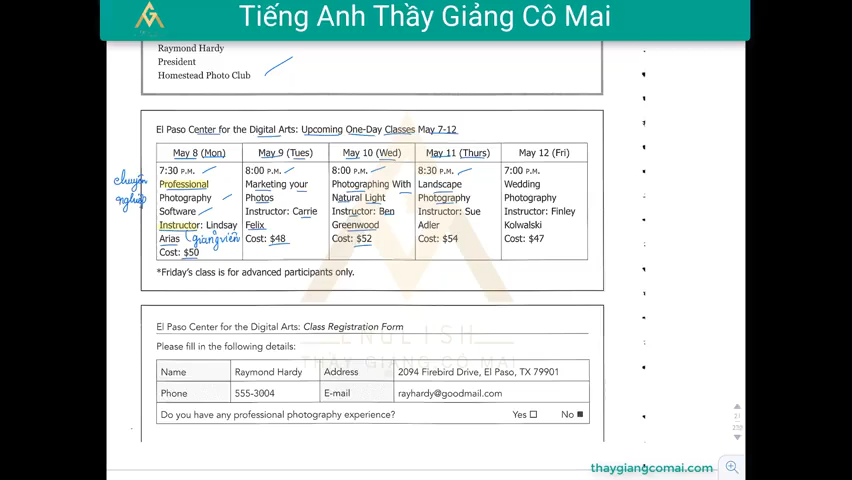 Tiếng Anh Thầy Giảng Cô Mai
Raymond Hardy
President
Homestead Photo Club
El Paso Center for the Digital Arts: Upcoming One-Day Classes May 7-12
May 8 (Mon) May 9 (Tues) May 10 (Wed) May 11 (Thurs) May 12 (Fri)
7:30 P.M. 8:00 P.M. 8:00 P.M. 8:30 P.M. 7:00 P.M.
chuyên Professional Marketing your Photographing With Landscape Wedding
nghiệp Photography Photos Natural Light Photography Photography
Software Instructor: Carrie Instructor: Ben Instructor: Sue Instructor: Finley
Instructor: Lindsay Felix Greenwood Adler Kolwalski
Arias (giảng viên Cost: $48 Cost: $52 Cost: $54 Cost: $47
Cost: $50
*Friday's class is for advanced participants only.
El Paso Center for the Digital Arts: Class Registration Form
ENGLISH
Please fill in the following details:
THẦY GIẢNG CÔ MAI
Name Raymond Hardy Address 2094 Firebird Drive, El Paso, TX 79901
Phone 555-3004 E-mail rayhardy@goodmail.com
Do you have any professional photography experience? Yes No
thaygiangcomai.com